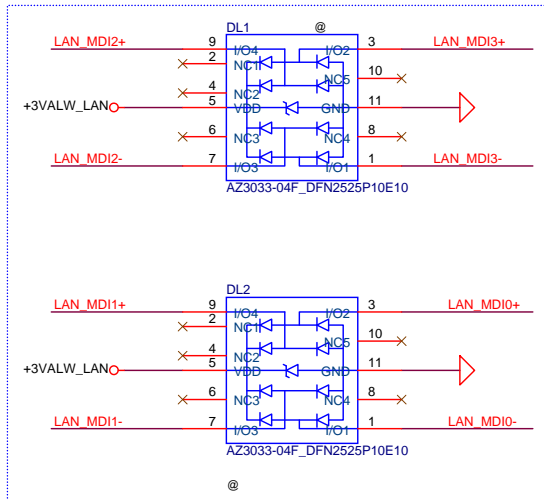 DL1 @
LAN_MDI2+ 9 I/O4 I/O2 3 LAN_MDI3+
2 NC1
NC5 10
4 NC2
+3VALW_LAN 5 VDD GND 11
6 NC3 NC4 8
LAN_MDI2- 7 I/O3 I/O1 1 LAN_MDI3-
AZ3033-04F_DFN2525P10E10
DL2
LAN_MDI1+ 9 I/O4 I/O2 3 LAN_MDI0+
2 NC1
NC5 10
4 NC2
+3VALW_LAN 5 VDD GND 11
6 NC3 NC4 8
LAN_MDI1- 7 I/O3 I/O1 1 LAN_MDI0-
AZ3033-04F_DFN2525P10E10
@